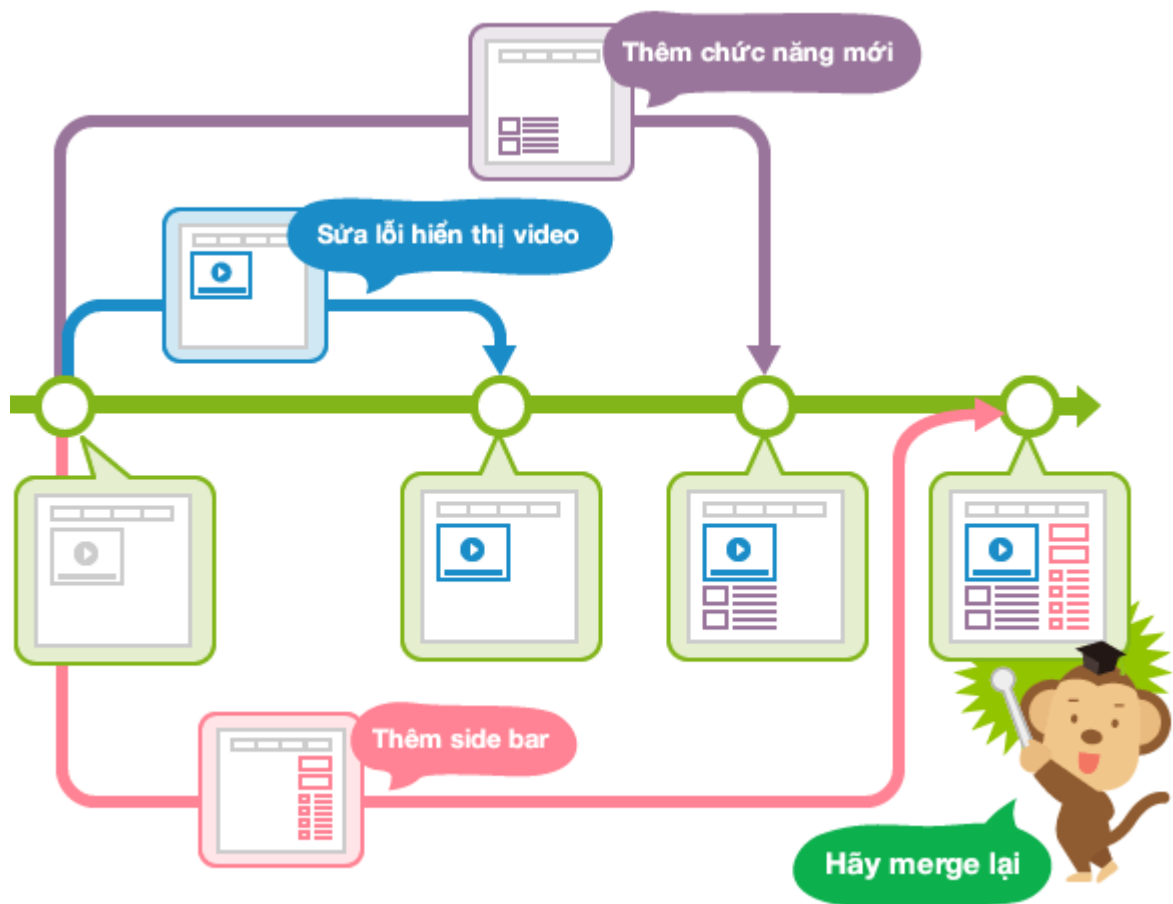 Thêm chức năng mới
Sửa lỗi hiển thị video
Thêm side bar
Hãy merge lại